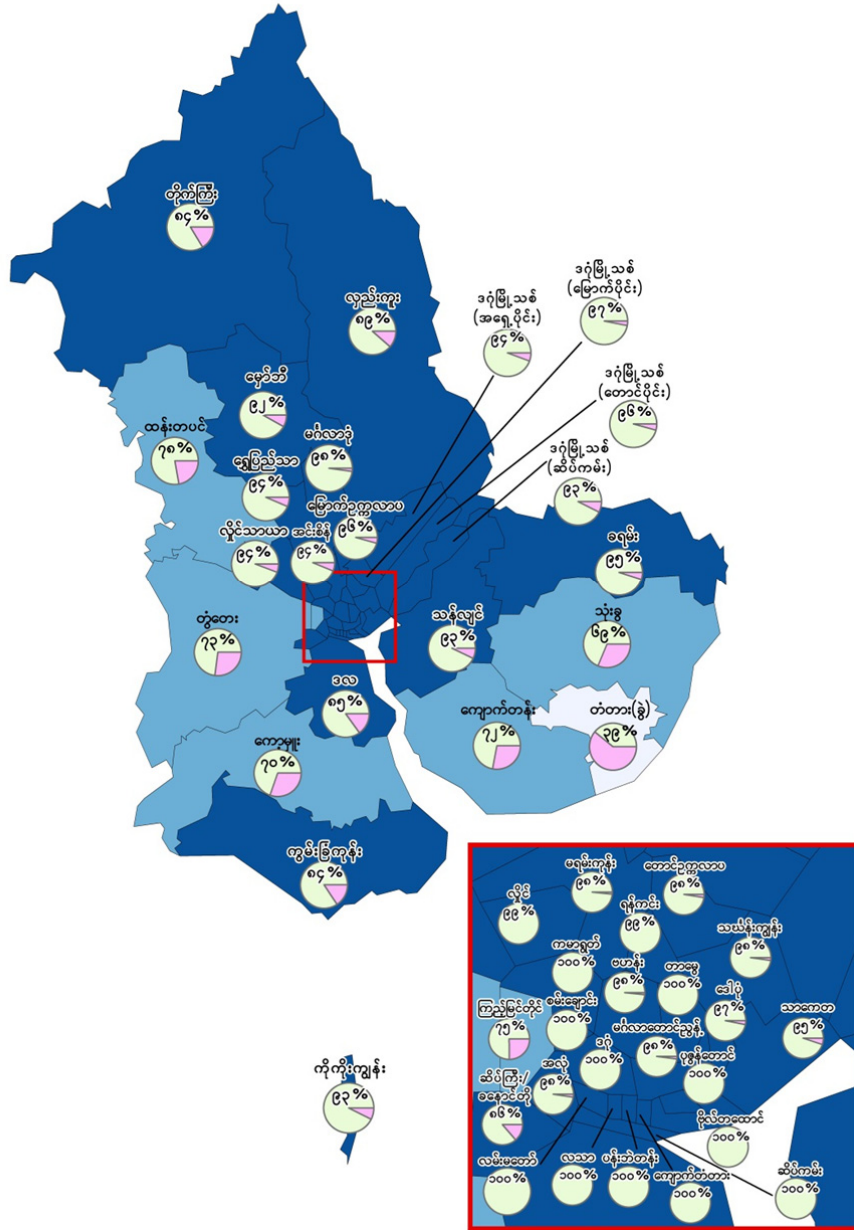 တိုက်ကြီး
၈၄%
လှည်းကူး
၈၉%
ဒဂုံမြို့သစ်
(မြောက်ပိုင်း)
၉၇%
ဒဂုံမြို့သစ်
(အရှေ့ပိုင်း)
၉၄%
ဒဂုံမြို့သစ်
(တောင်ပိုင်း)
၉၆%
ဒဂုံမြို့သစ်
(ဆိပ်ကမ်း)
၉၃%
မှော်ဘီ
၉၂%
ထန်းတပင်
၇၈%
မင်္ဂလာဒုံ
၉၈%
ရွှေပြည်သာ
၉၄%
မြောက်ဥက္ကလာပ
၉၆%
လှိုင်သာယာ
၉၄%
အင်းစိန်
၉၄%
ခရမ်း
၉၅%
တွံတေး
၇၃%
သန်လျင်
၉၃%
သုံးခွ
၆၉%
ဒလ
၈၅%
ကျောက်တန်း
၇၂%
တံတား(ခွဲ)
၃၉%
ကော့မှူး
၇၀%
ကွမ်းခြံကုန်း
၈၄%
ကိုကိုးကျွန်း
၉၃%
မရမ်းကုန်း
၉၈%
တောင်ဥက္ကလာပ
၉၈%
လှိုင်
၉၉%
ရန်ကင်း
၉၉%
သင်္ဃန်းကျွန်း
၉၈%
ကမာရွတ်
၁၀၀%
ဗဟန်း
၉၈%
တာမွေ
၁၀၀%
ဒေါပုံ
၉၇%
သာကေတ
၉၅%
ကြည့်မြင်တိုင်
၇၅%
စမ်းချောင်း
၁၀၀%
မင်္ဂလာတောင်ညွန့်
၉၈%
ဒဂုံ
၁၀၀%
ပုဇွန်တောင်
၁၀၀%
အလုံ
၉၈%
ဆိပ်ကြီး/
ခနောင်တို
၈၆%
ဗိုလ်တထောင်
၁၀၀%
လမ်းမတော်
၁၀၀%
လသာ
၁၀၀%
ပန်းဘဲတန်း
၁၀၀%
ကျောက်တံတား
၁၀၀%
ဆိပ်ကမ်း
၁၀၀%